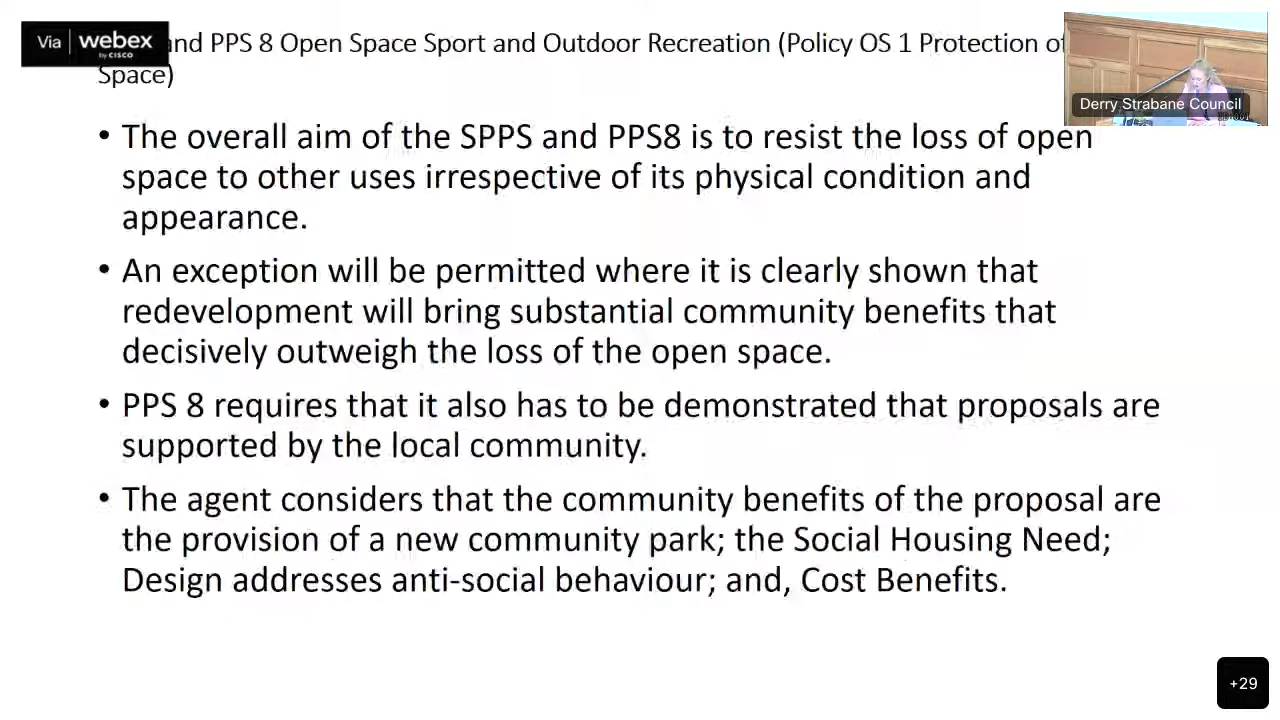 Via webex
by CISCO
and PPS 8 Open Space Sport and Outdoor Recreation (Policy OS 1 Protection of
Space)
Derry Strabane Council
• The overall aim of the SPPS and PPS8 is to resist the loss of open
space to other uses irrespective of its physical condition and
appearance.
• An exception will be permitted where it is clearly shown that
redevelopment will bring substantial community benefits that
decisively outweigh the loss of the open space.
• PPS 8 requires that it also has to be demonstrated that proposals are
supported by the local community.
• The agent considers that the community benefits of the proposal are
the provision of a new community park; the Social Housing Need;
Design addresses anti-social behaviour; and, Cost Benefits.
+29